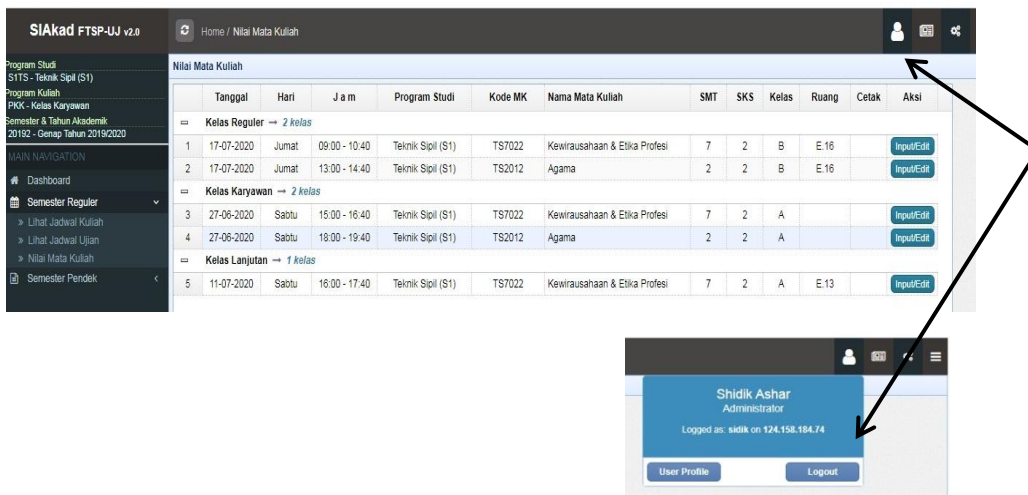 SIAkad FTSP-UJ v2.0
Home / Nilai Mata Kuliah
Program Studi
S1TS - Teknik Sipil (S1)
Program Kuliah
PKK - Kelas Karyawan
Semester & Tahun Akademik
20192 - Genap Tahun 2019/2020
MAIN NAVIGATION
Dashboard
Semester Reguler
» Lihat Jadwal Kuliah
» Lihat Jadwal Ujian
» Nilai Mata Kuliah
Semester Pendek
Nilai Mata Kuliah
Tanggal Hari J a m Program Studi Kode MK Nama Mata Kuliah SMT SKS Kelas Ruang Cetak Aksi
Kelas Reguler → 2 kelas
1 17-07-2020 Jumat 09:00 - 10:40 Teknik Sipil (S1) TS7022 Kewirausahaan & Etika Profesi 7 2 B E.16 Input/Edit
2 17-07-2020 Jumat 13:00 - 14:40 Teknik Sipil (S1) TS2012 Agama 2 2 B E.16 Input/Edit
Kelas Karyawan → 2 kelas
3 27-06-2020 Sabtu 15:00 - 16:40 Teknik Sipil (S1) TS7022 Kewirausahaan & Etika Profesi 7 2 A Input/Edit
4 27-06-2020 Sabtu 18:00 - 19:40 Teknik Sipil (S1) TS2012 Agama 2 2 A Input/Edit
Kelas Lanjutan → 1 kelas
5 11-07-2020 Sabtu 16:00 - 17:40 Teknik Sipil (S1) TS7022 Kewirausahaan & Etika Profesi 7 2 A E.13 Input/Edit
Shidik Ashar
Administrator
Logged as: sidik on 124.158.184.74
User Profile Logout